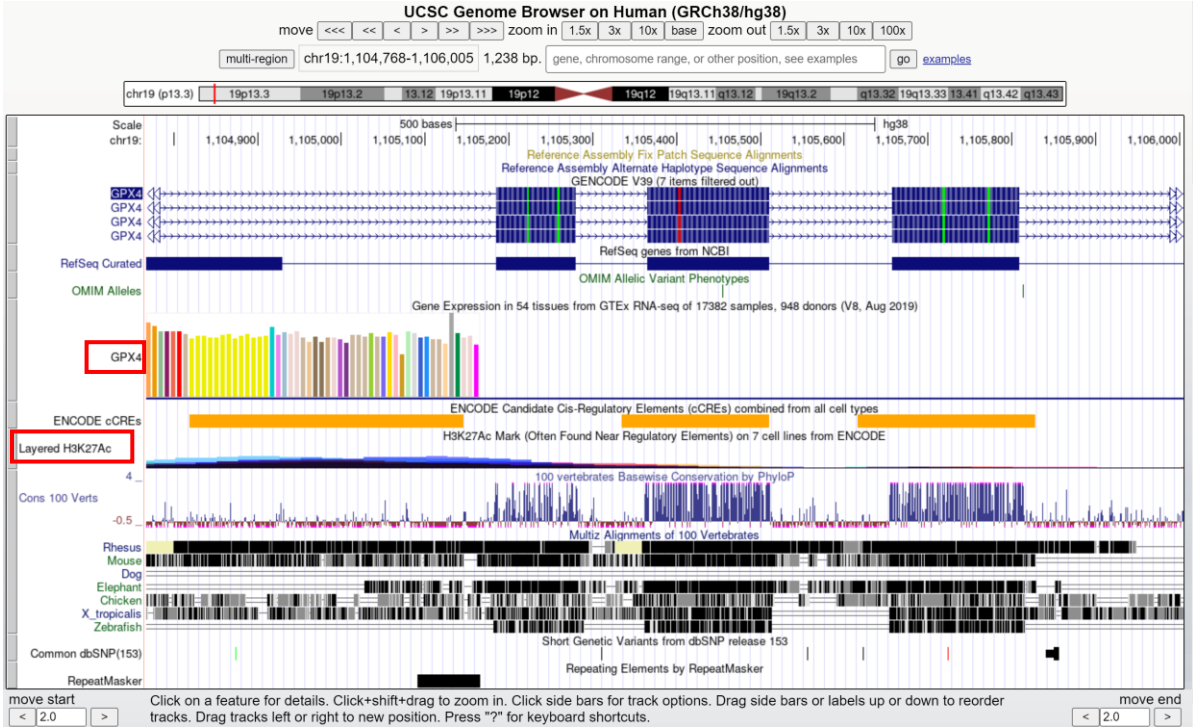 UCSC Genome Browser on Human (GRCh38/hg38)
move <<< << < > >> >>> zoom in 1.5x 3x 10x base zoom out 1.5x 3x 10x 100x
multi-region chr19:1,104,768-1,106,005 1,238 bp. gene, chromosome range, or other position, see examples go examples
chr19 (p13.3) 19p13.3 19p13.2 13.12 19p13.11 19p12 19q12 19q13.11 q13.12 19q13.2 q13.32 19q13.33 13.41 q13.42 q13.43
Scale 500 bases hg38
chr19: 1,104,900 1,105,000 1,105,100 1,105,200 1,105,300 1,105,400 1,105,500 1,105,600 1,105,700 1,105,800 1,105,900 1,106,000
Reference Assembly Fix Patch Sequence Alignments
Reference Assembly Alternate Haplotype Sequence Alignments
GENCODE V39 (7 items filtered out)
GPX4
GPX4
GPX4
GPX4
RefSeq genes from NCBI
RefSeq Curated
OMIM Allelic Variant Phenotypes
OMIM Alleles
Gene Expression in 54 tissues from GTEx RNA-seq of 17382 samples, 948 donors (V8, Aug 2019)
GPX4
ENCODE Candidate Cis-Regulatory Elements (cCREs) combined from all cell types
ENCODE cCREs
H3K27Ac Mark (Often Found Near Regulatory Elements) on 7 cell lines from ENCODE
Layered H3K27Ac
4 _
100 vertebrates Basewise Conservation by PhyloP
Cons 100 Verts
-0.5 _
Multiz Alignments of 100 Vertebrates
Rhesus
Mouse
Dog
Elephant
Chicken
X_tropicalis
Zebrafish
Short Genetic Variants from dbSNP release 153
Common dbSNP(153)
Repeating Elements by RepeatMasker
RepeatMasker
move start Click on a feature for details. Click+shift+drag to zoom in. Click side bars for track options. Drag side bars or labels up or down to reorder move end
< 2.0 > tracks. Drag tracks left or right to new position. Press "?" for keyboard shortcuts. < 2.0 >